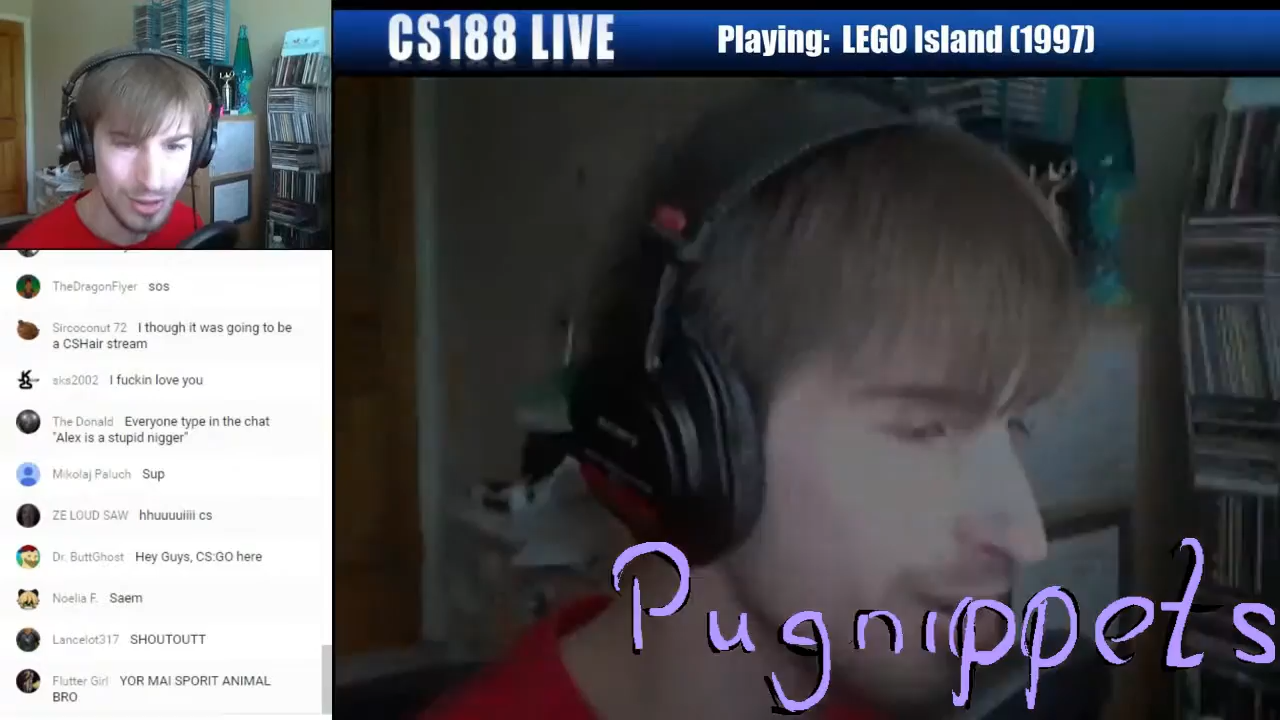 CS188 LIVE
Playing: LEGO Island (1997)
TheDragonFlyer sos
Sircoconut 72 I though it was going to be
a CSHair stream
sks2002 I fuckin love you
The Donald Everyone type in the chat
"Alex is a stupid nigger"
Mikołaj Paluch Sup
ZE LOUD SAW hhuuuuiiii cs
Dr. ButtGhost Hey Guys, CS:GO here
Noelia F. Saem
Lancelot317 SHOUTOUTT
Flutter Girl YOR MAI SPORIT ANIMAL
BRO
SONY
Pugnippets